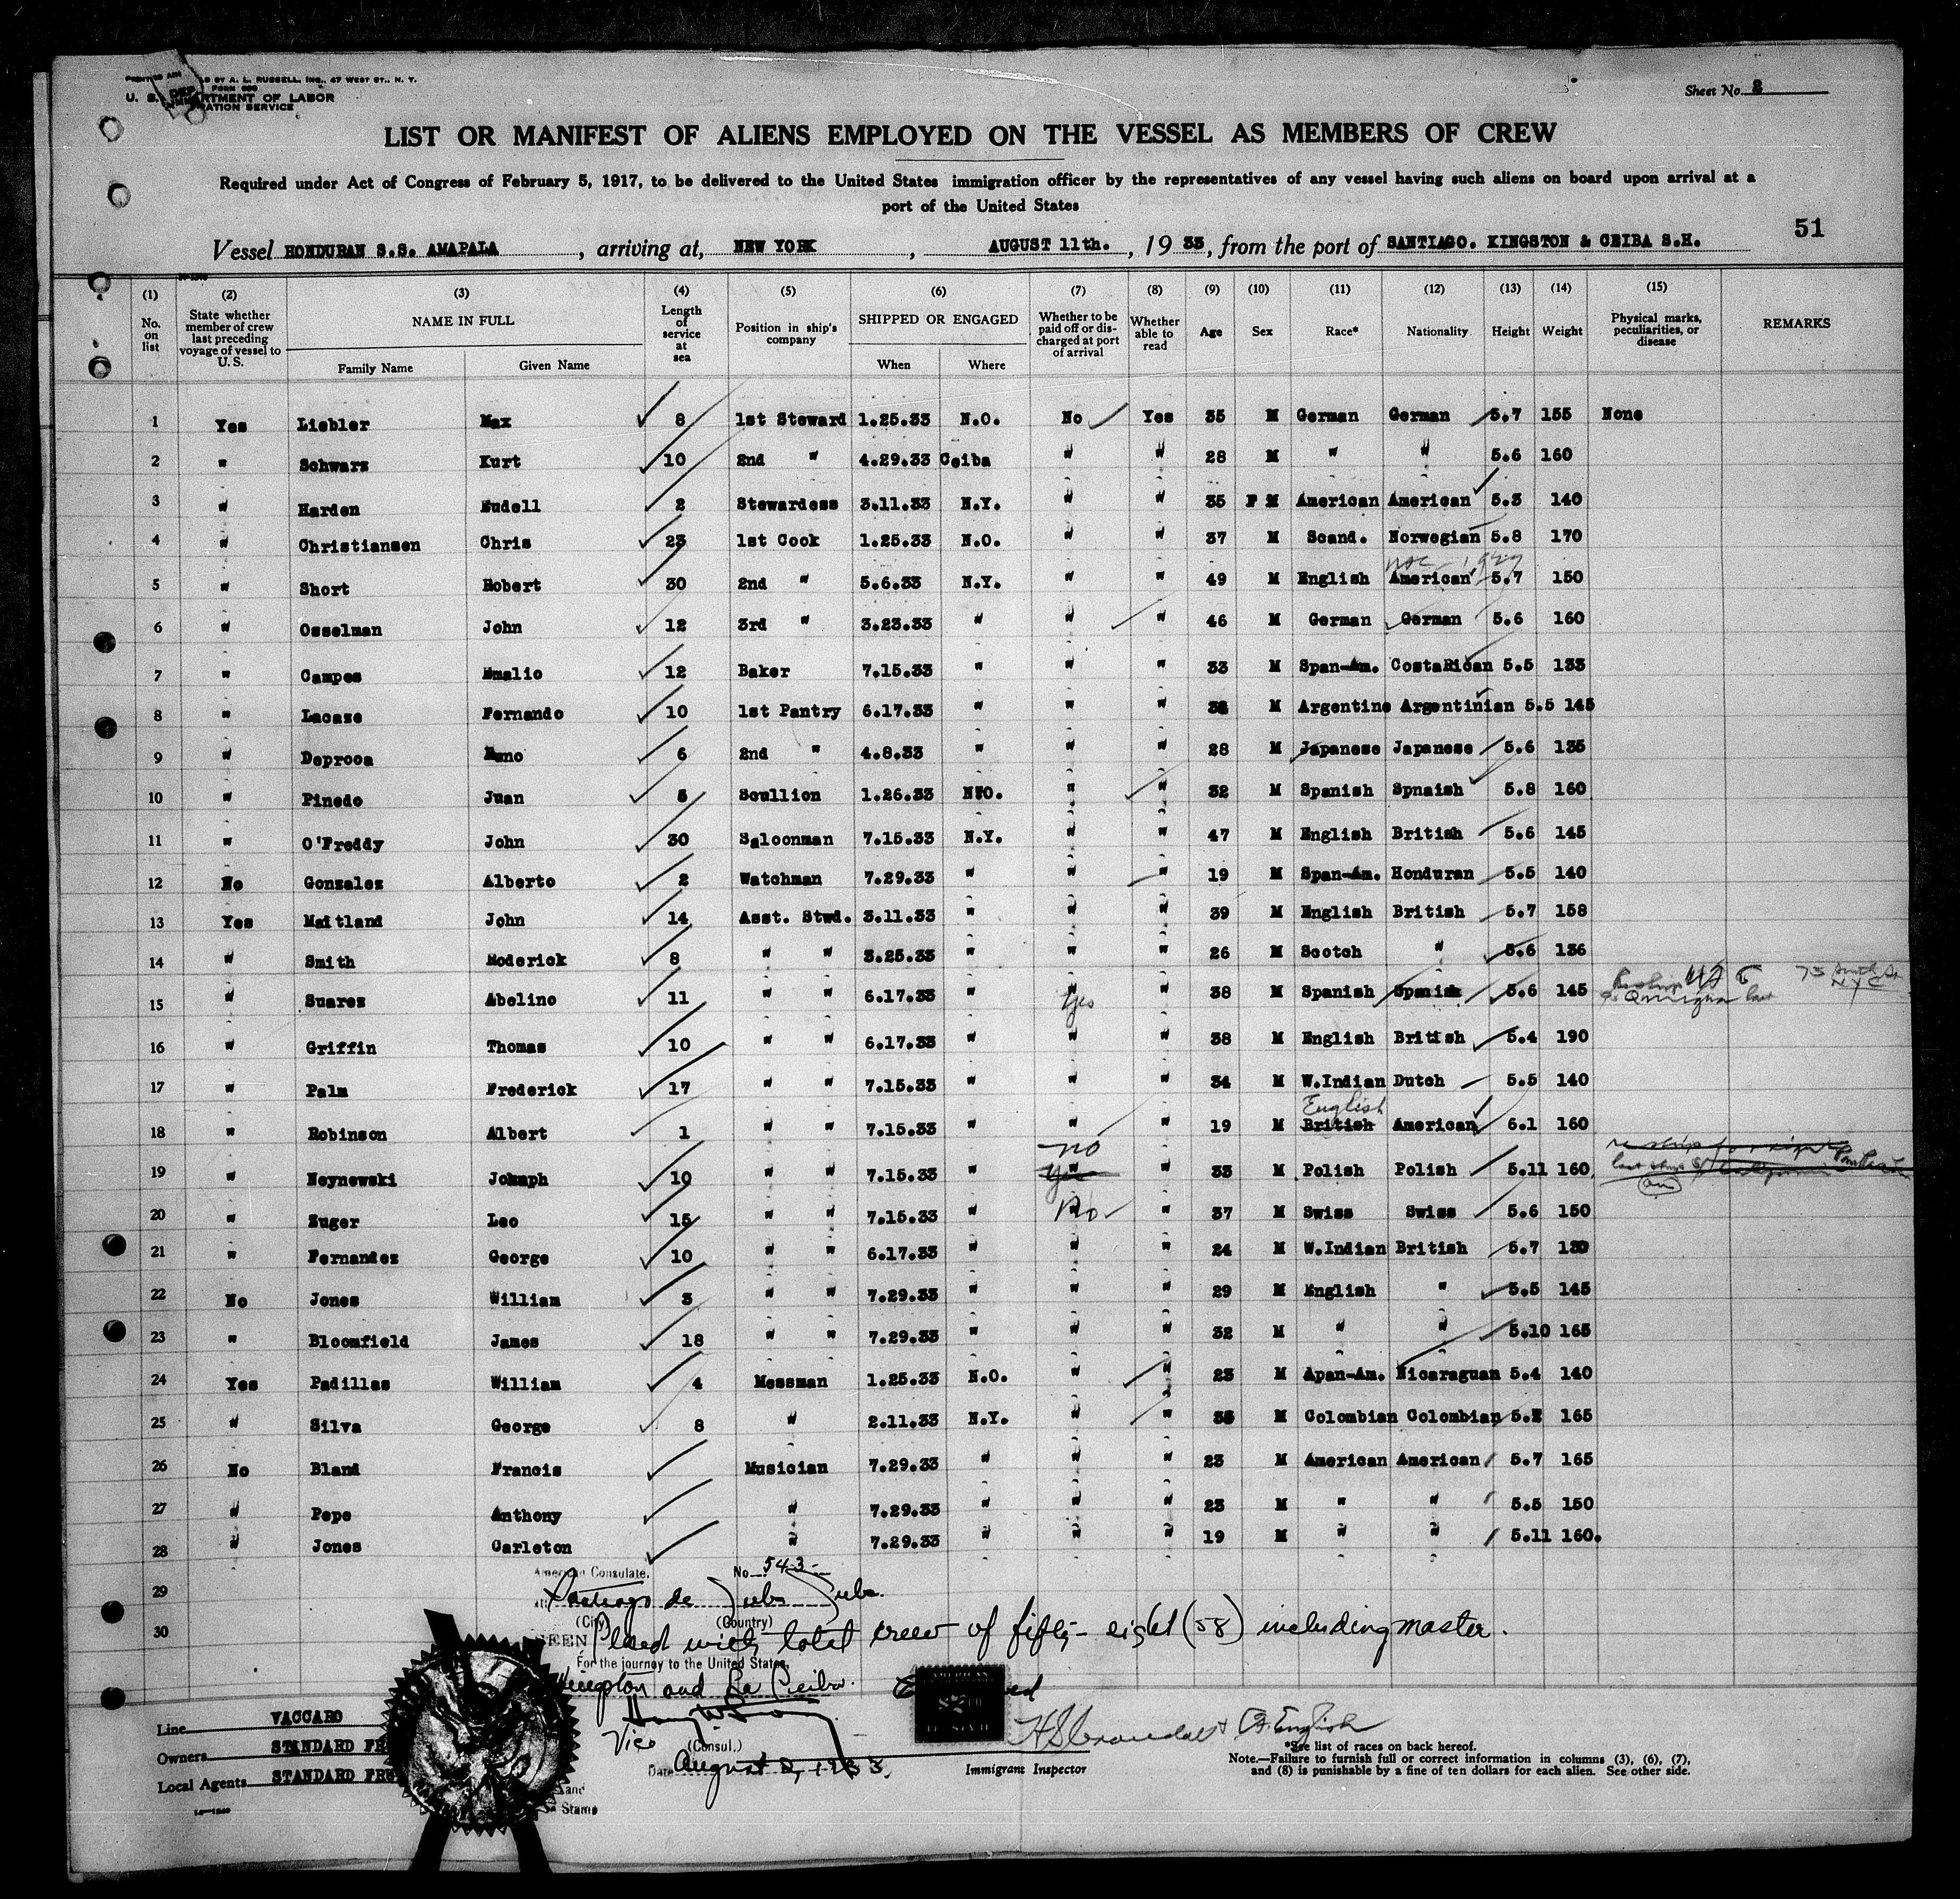 U. S. DEPARTMENT OF LABOR
Sheet No.
LIST OR MANIFEST OF ALIENS EMPLOYED ON THE VESSEL AS MEMBERS OF CREW
Required under Act of Congress of February 5, 1917, to be delivered to the United States immigration officer by the representatives of any vessel having such aliens on board upon arrival at a
port of the United States
51
Vessel HONDURAN S.S. AMAPALA, arriving at, NEW YORK, AUGUST 11th., 1933, from the port of SANTIAGO. KINGSTON & CEIBA S.H.
(1) No. on list (2) State whether member of crew last preceding voyage of vessel to U.S. (3) NAME IN FULL Family Name Given Name (4) Length of service at sea (5) Position in ship's company (6) SHIPPED OR ENGAGED When Where (7) Whether to be paid off or discharged at port of arrival (8) Whether able to read (9) Age (10) Sex (11) Race* (12) Nationality (13) Height (14) Weight (15) Physical marks, peculiarities, or disease REMARKS
1 Yes Liebler Max 8 1st Steward 1.25.33 N.O. No Yes 35 M German German 5.7 155 None
2 " Schwarz Kurt 10 2nd " 4.29.33 Ceiba " " 28 M " " 5.6 160
3 " Harden Eudell 2 Stewardess 3.11.33 N.Y. " " 35 F M American American 5.3 140
4 " Christiansen Chris 23 1st Cook 1.25.33 N.O. " " 37 M Scand. Norwegian 5.8 170
5 " Short Robert 30 2nd " 5.6.33 N.Y. " " 49 M English American 5.7 150
6 " Osselman John 12 3rd " 3.23.33 " " " 46 M German German 5.6 160
7 " Campos Emalio 12 Baker 7.15.33 " " " 33 M Span-Am. CostaRican 5.5 133
8 " Lacaze Fernando 10 1st Pantry 6.17.33 " " " M Argentine Argentinian 5.5 145
9 " Deprooa 6 2nd " 4.8.33 " " " 28 M Japanese Japanese 5.6 135
10 " Pinedo Juan 5 Scullion 1.26.33 N.O. " " 32 M Spanish Spnaish 5.8 160
11 " O'Freddy John 30 Saloonman 7.15.33 N.Y. " " 47 M English British 5.6 145
12 No Gonzalez Alberto 2 Watchman 7.29.33 " " " 19 M Span-Am. Honduran 5.5 140
13 Yes Maitland John 14 Asst. Stwd. 3.11.33 " " " 39 M English British 5.7 158
14 " Smith Roderick 8 " " 3.25.33 " " " 26 M Scotch " 5.6 136
15 " Suarez Abelino 11 " " 6.17.33 " Yes " 38 M Spanish Spanish 5.6 145
16 " Griffin Thomas 10 " " 6.17.33 " " " 38 M English British 5.4 190
17 " Palm Frederick 17 " " 7.15.33 " " " 34 M W.Indian Dutch 5.5 140
18 " Robinson Albert 1 " " 7.15.33 " " " 19 M British English American 6.1 160
19 " Neynewski Joseph 10 " " 7.15.33 " Yes no " 33 M Polish Polish 5.11 160
20 " Zuger Leo 15 " " 7.15.33 " No " 37 M Swiss Swiss 5.6 150
21 " Fernandez George 10 " " 6.17.33 " " " 24 M W.Indian British 5.7 130
22 No Jones William 3 " " 7.29.33 " " " 29 M English " 5.5 145
23 " Bloomfield James 18 " " 7.29.33 " " " 32 M " " 5.10 165
24 Yes Padillas William 4 Messman 1.25.33 N.O. " " 23 M Apan-Am. Nicaraguan 5.4 140
25 " Silva George 8 " 2.11.33 N.Y. " " 35 M Colombian Colombian 165
26 No Bland Francis Musician 7.29.33 " " " 23 M American American 5.7 165
27 " Pepe Anthony " 7.29.33 " " " 23 M " " 5.5 150
28 " Jones Carleton " 7.29.33 " " " 19 M " " 5.11 160.
American Consulate, No. 543
29 Santiago de Cuba Cuba
(City) (Country)
30 SEEN Placed with total crew of fifty-eight (58) including master.
For the journey to the United States,
Kingston and La Ceiba.
Line VACCARO
Owners STANDARD
Vice (Consul.)
Local Agents STANDARD
Date August 2, 1933.
Immigrant Inspector
*See list of races on back hereof.
Note.—Failure to furnish full or correct information in columns (3), (6), (7),
and (8) is punishable by a fine of ten dollars for each alien. See other side.
Stamp